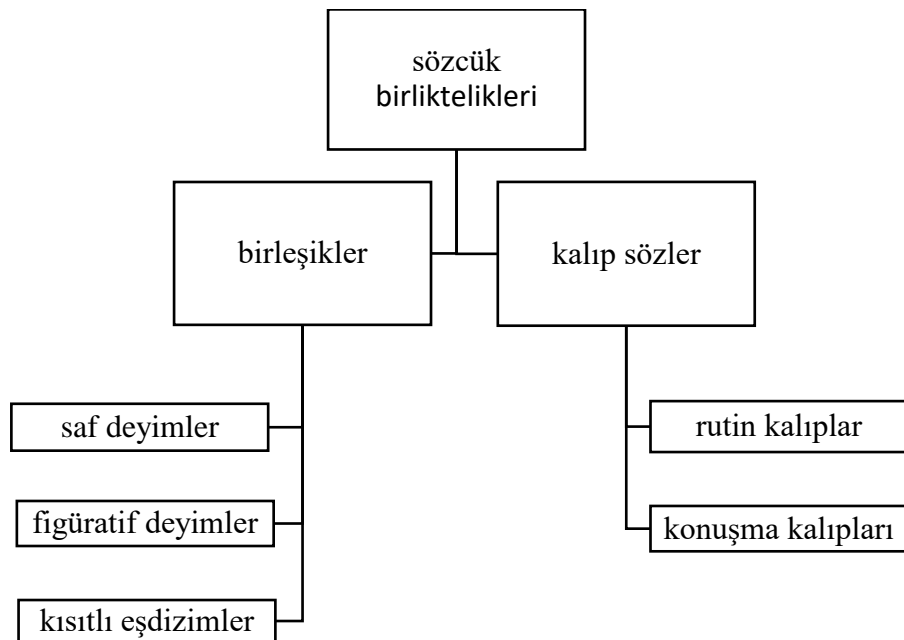 sözcük
birliktelikleri
birleşikler
kalıp sözler
saf deyimler
figüratif deyimler
kısıtlı eşdizimler
rutin kalıplar
konuşma kalıpları